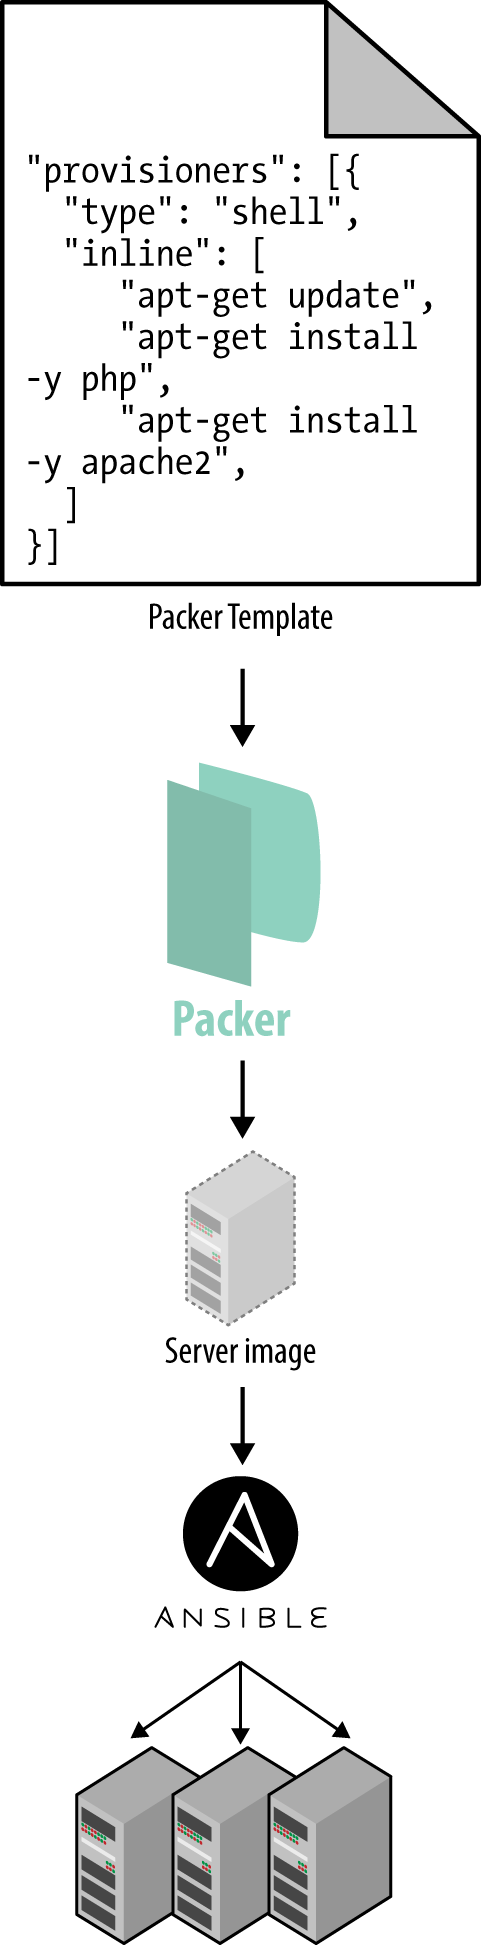 "provisioners": [{
  "type": "shell",
  "inline": [
     "apt-get update",
     "apt-get install
-y php",
     "apt-get install
-y apache2",
  ]
}]
Packer Template
Packer
Server image
ANSIBLE